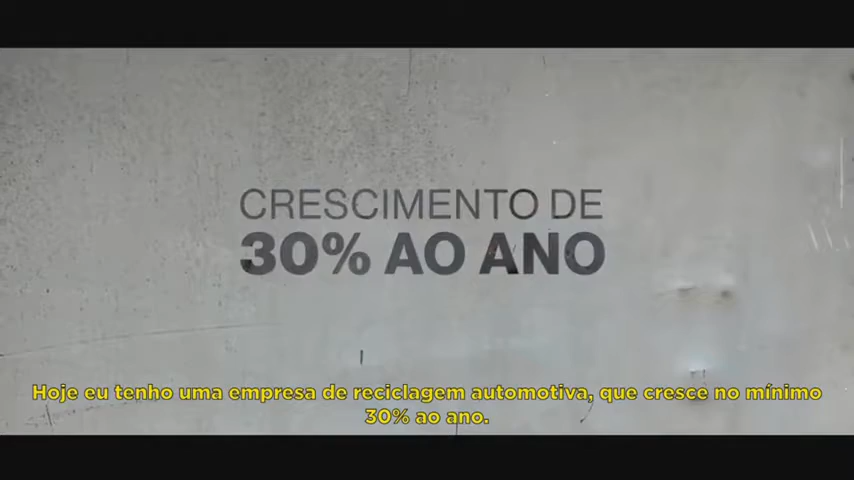 CRESCIMENTO DE
30% AO ANO
Hoje eu tenho uma empresa de reciclagem automotiva, que cresce no mínimo
30% ao ano.